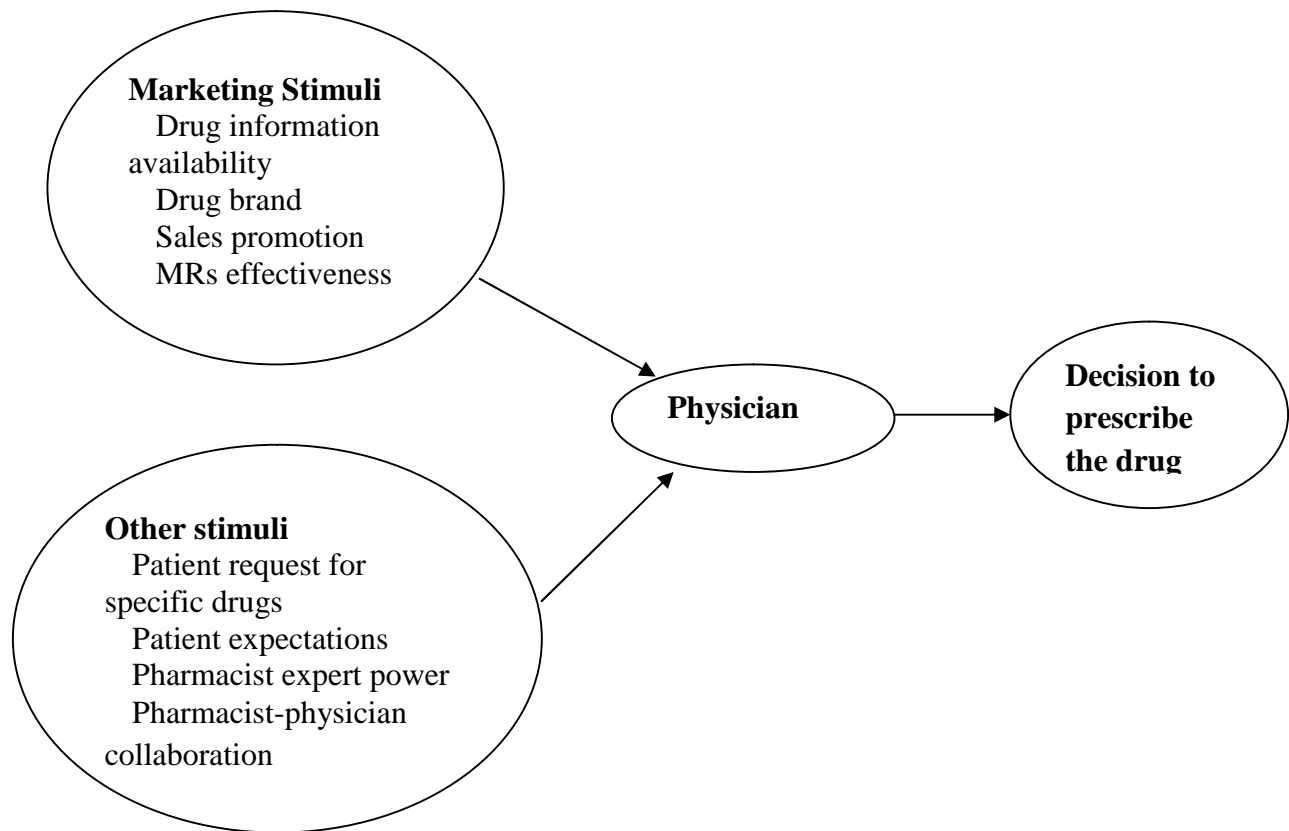 Marketing Stimuli
Drug information
availability
Drug brand
Sales promotion
MRs effectiveness
Physician
Decision to
prescribe
the drug
Other stimuli
Patient request for
specific drugs
Patient expectations
Pharmacist expert power
Pharmacist-physician
collaboration